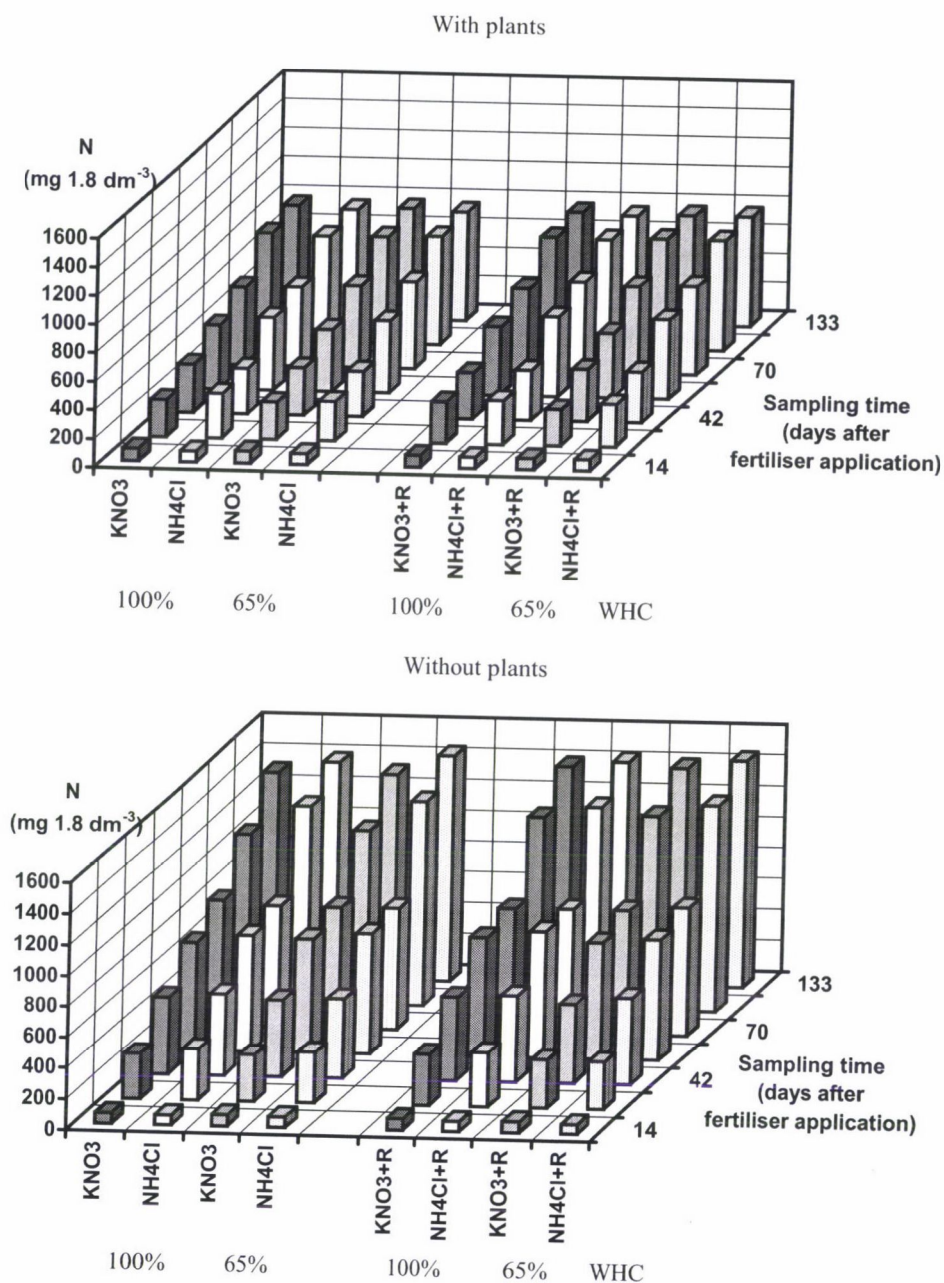 With plants
N
(mg 1.8 dm-3)
1600
1400
1200
1000
800
600
400
200
0
133
70
42
14
Sampling time
(days after
fertiliser application)
KNO3
NH4Cl
KNO3
NH4Cl
KNO3+R
NH4Cl+R
KNO3+R
NH4Cl+R
100% 65% 100% 65% WHC
Without plants
N
(mg 1.8 dm-3)
1600
1400
1200
1000
800
600
400
200
0
133
70
42
14
Sampling time
(days after
fertiliser application)
KNO3
NH4Cl
KNO3
NH4Cl
KNO3+R
NH4Cl+R
KNO3+R
NH4Cl+R
100% 65% 100% 65% WHC